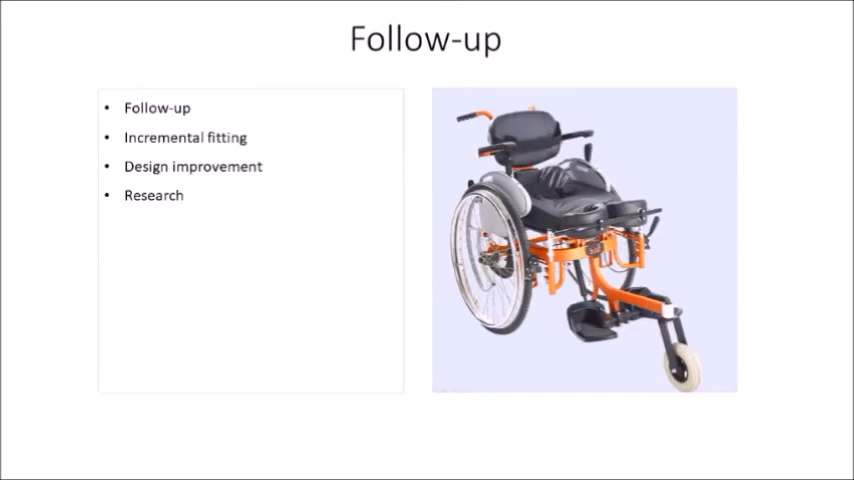 Follow-up
• Follow-up
• Incremental fitting
• Design improvement
• Research